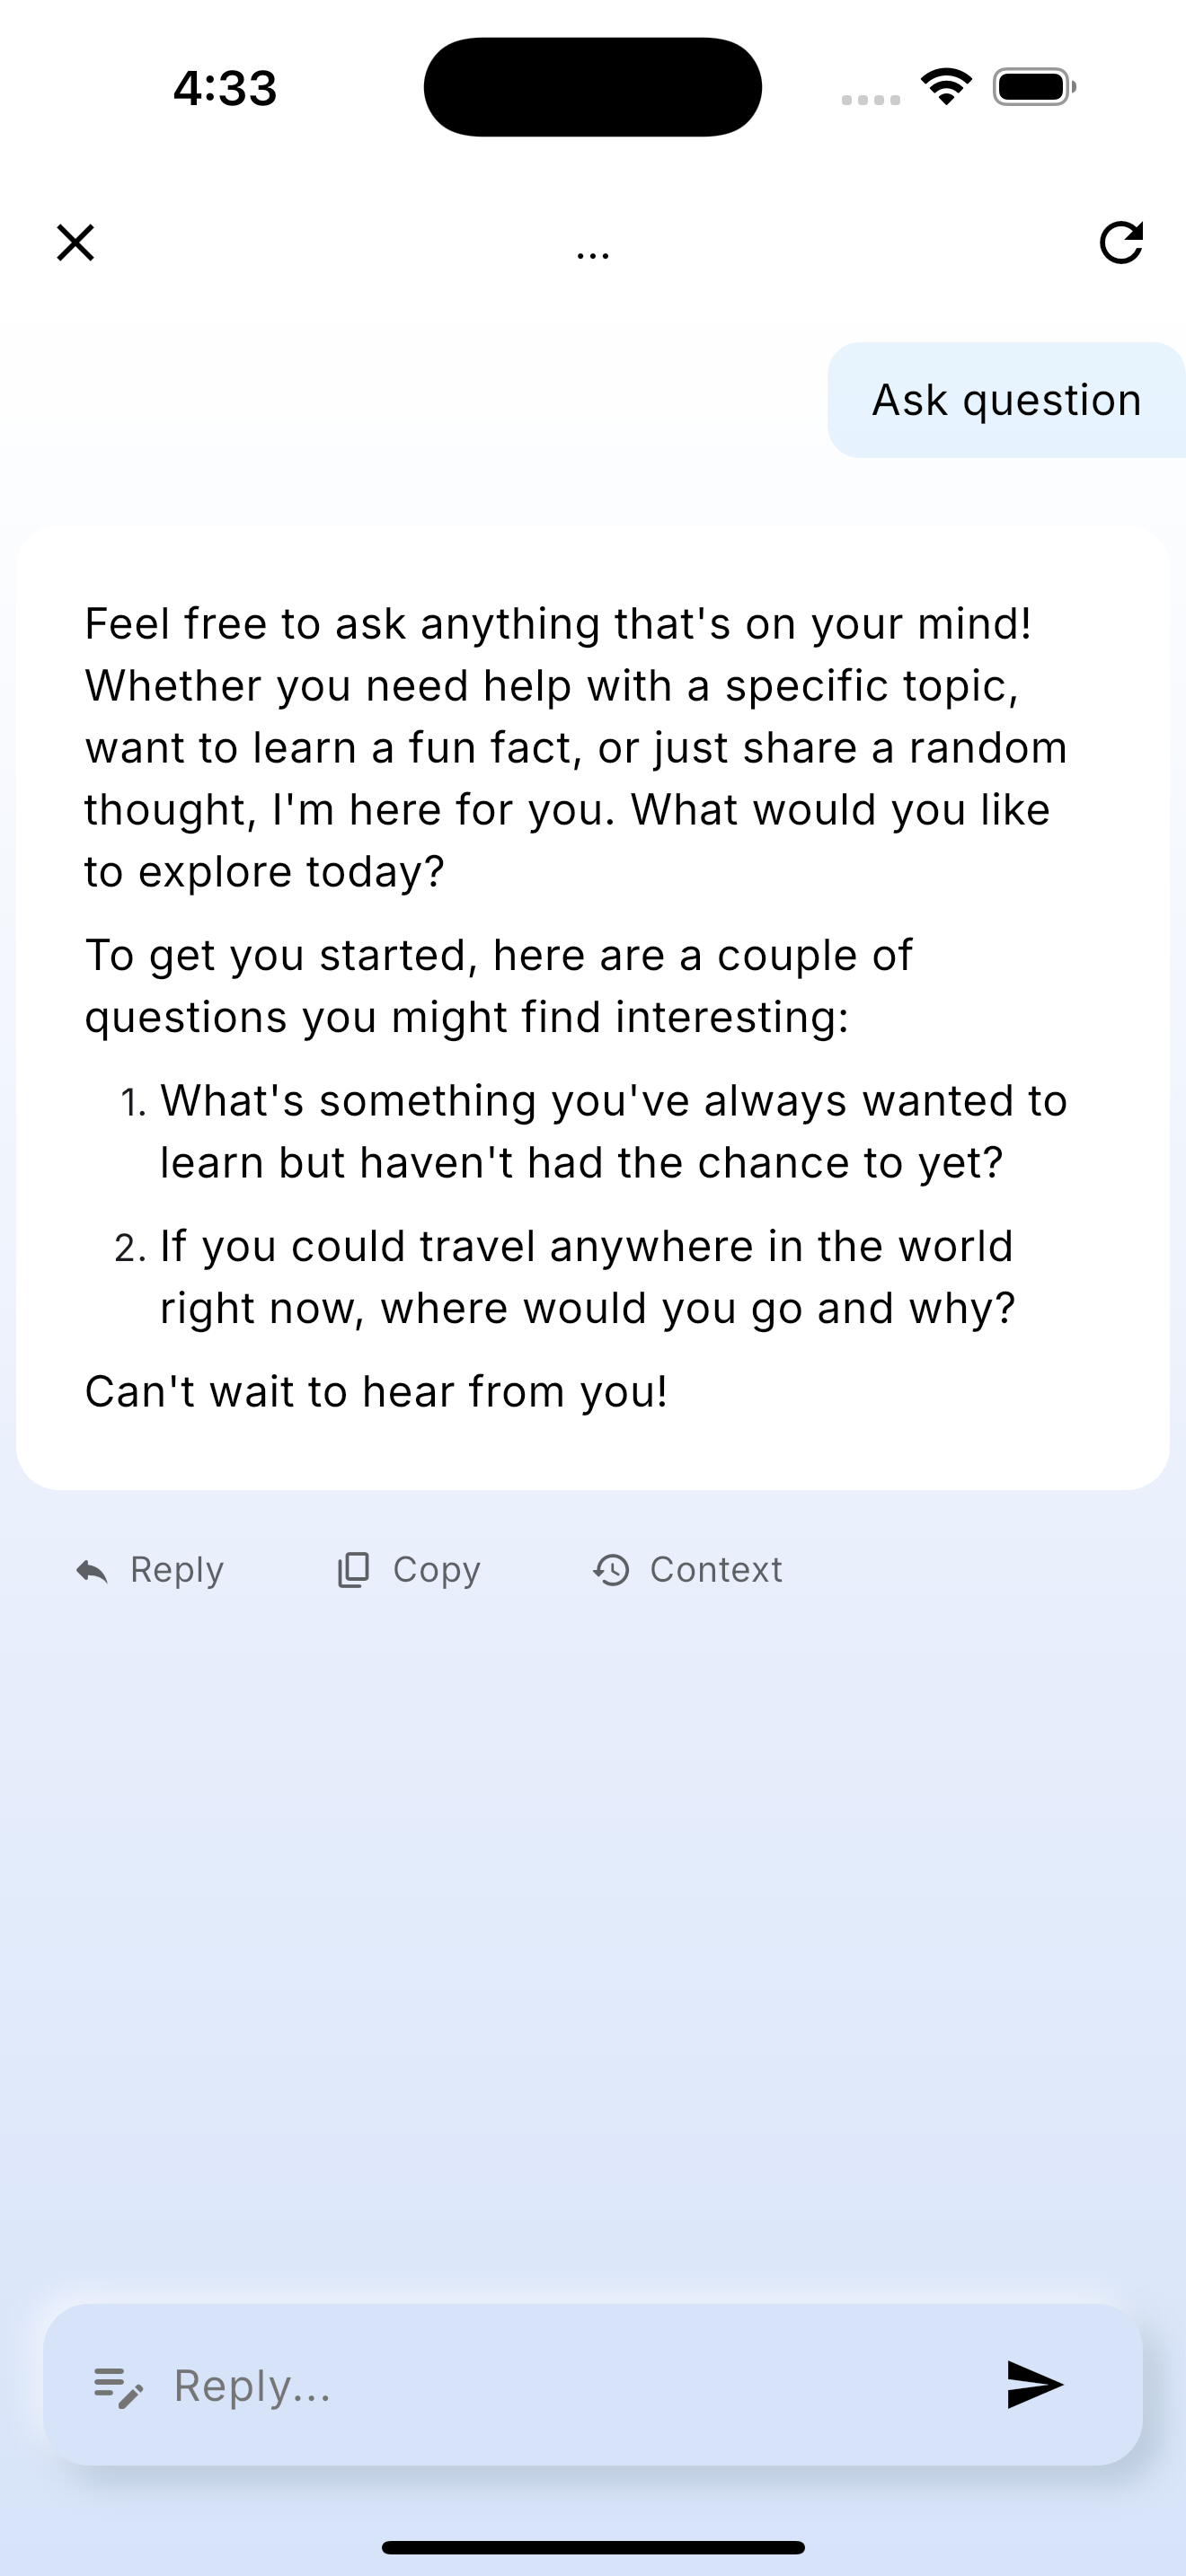 4:33
...
Ask question
Feel free to ask anything that's on your mind!
Whether you need help with a specific topic,
want to learn a fun fact, or just share a random
thought, I'm here for you. What would you like
to explore today?
To get you started, here are a couple of
questions you might find interesting:
1. What's something you've always wanted to
learn but haven't had the chance to yet?
2. If you could travel anywhere in the world
right now, where would you go and why?
Can't wait to hear from you!
Reply Copy Context
Reply...